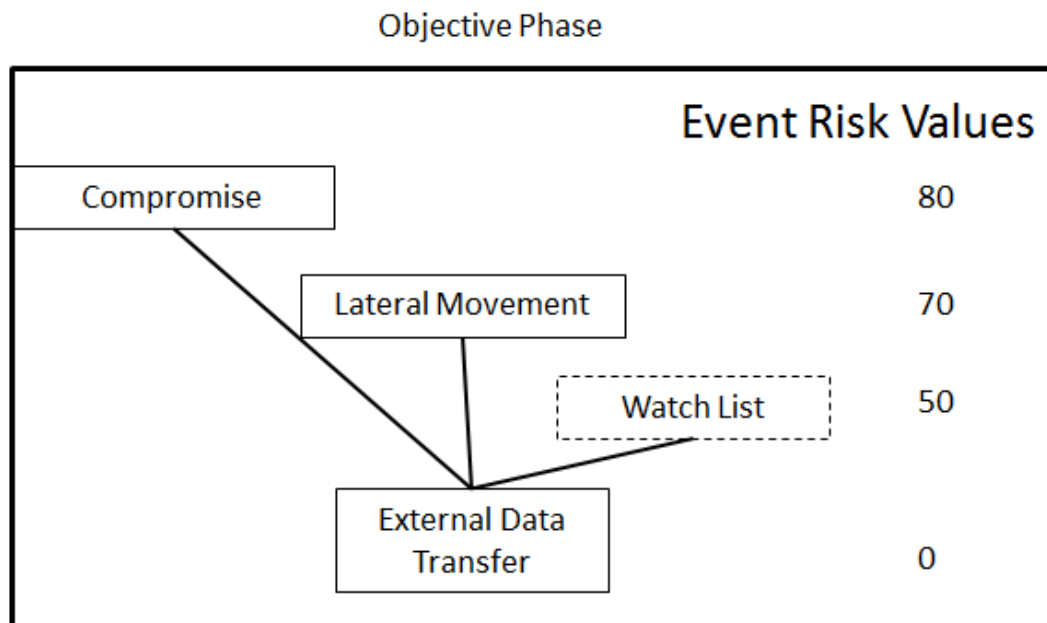 Objective Phase
Event Risk Values
Compromise
80
Lateral Movement
70
Watch List
50
External Data
Transfer
0